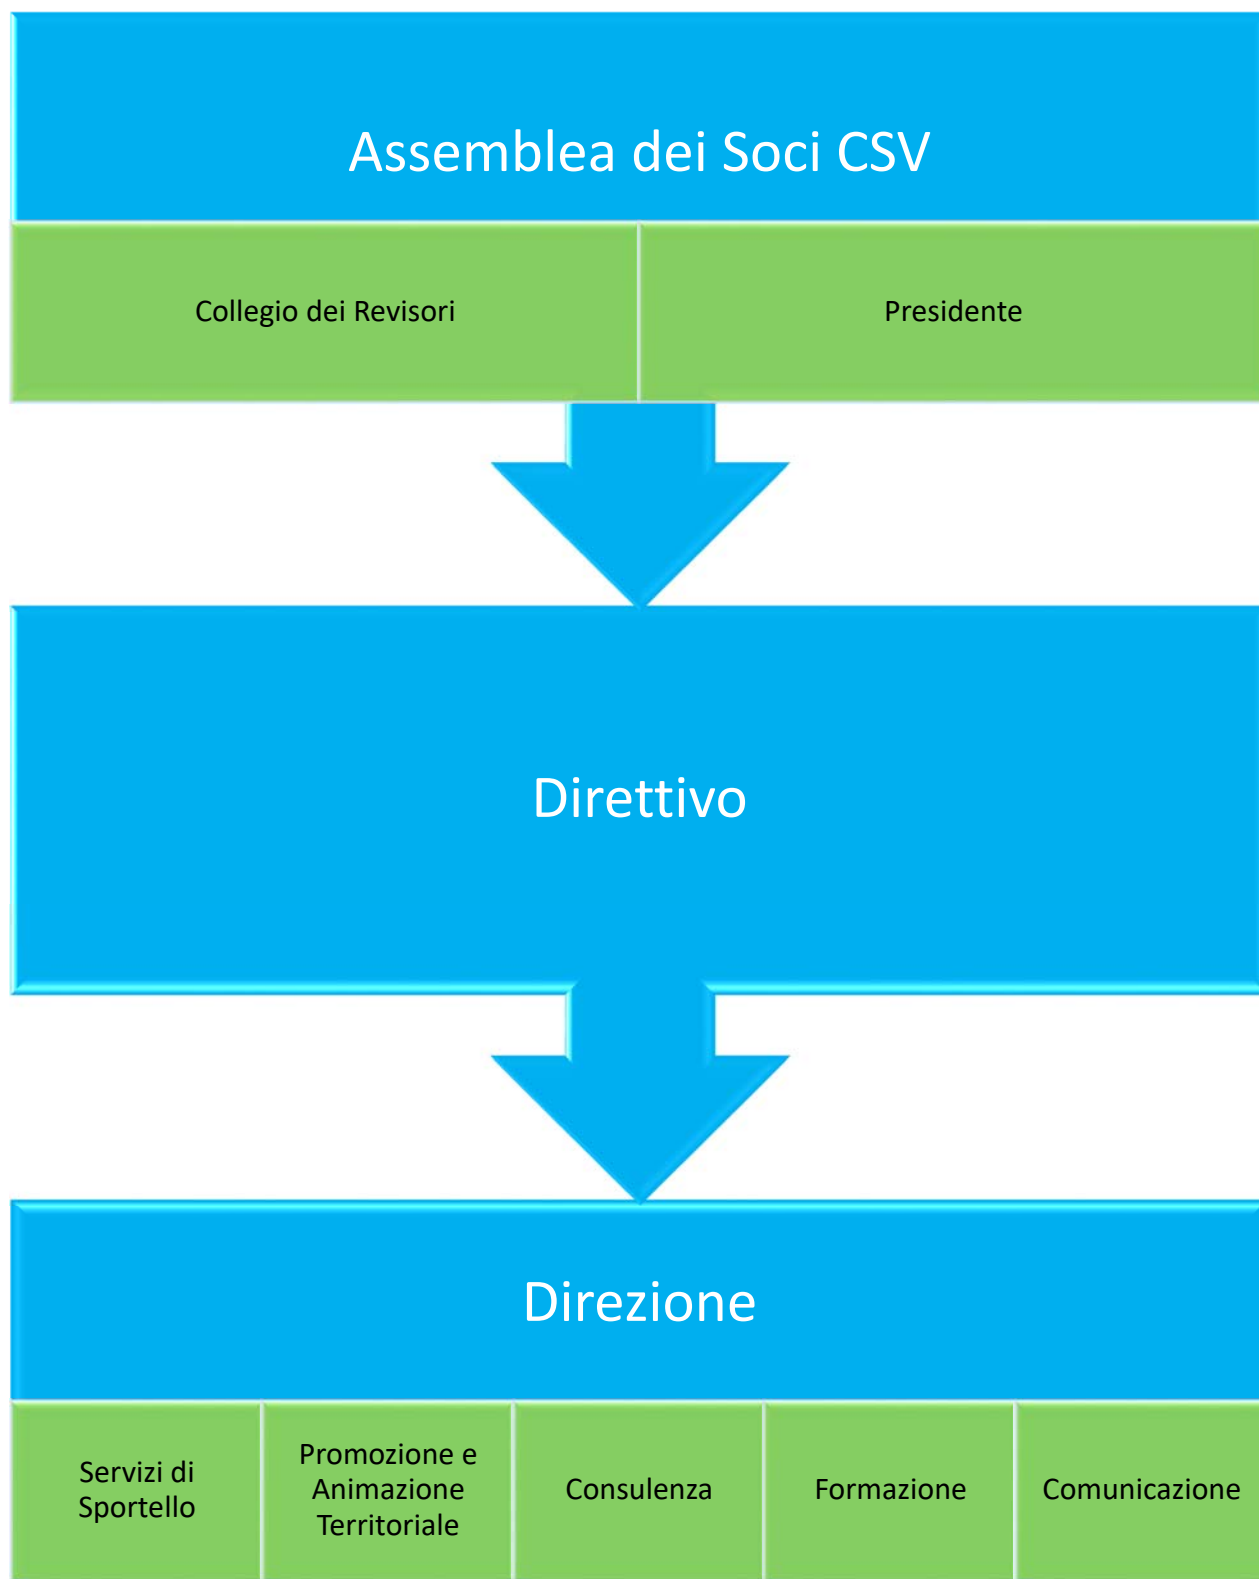 Assemblea dei Soci CSV
Collegio dei Revisori
Presidente
Direttivo
Direzione
Servizi di
Sportello
Promozione e
Animazione
Territoriale
Consulenza
Formazione
Comunicazione